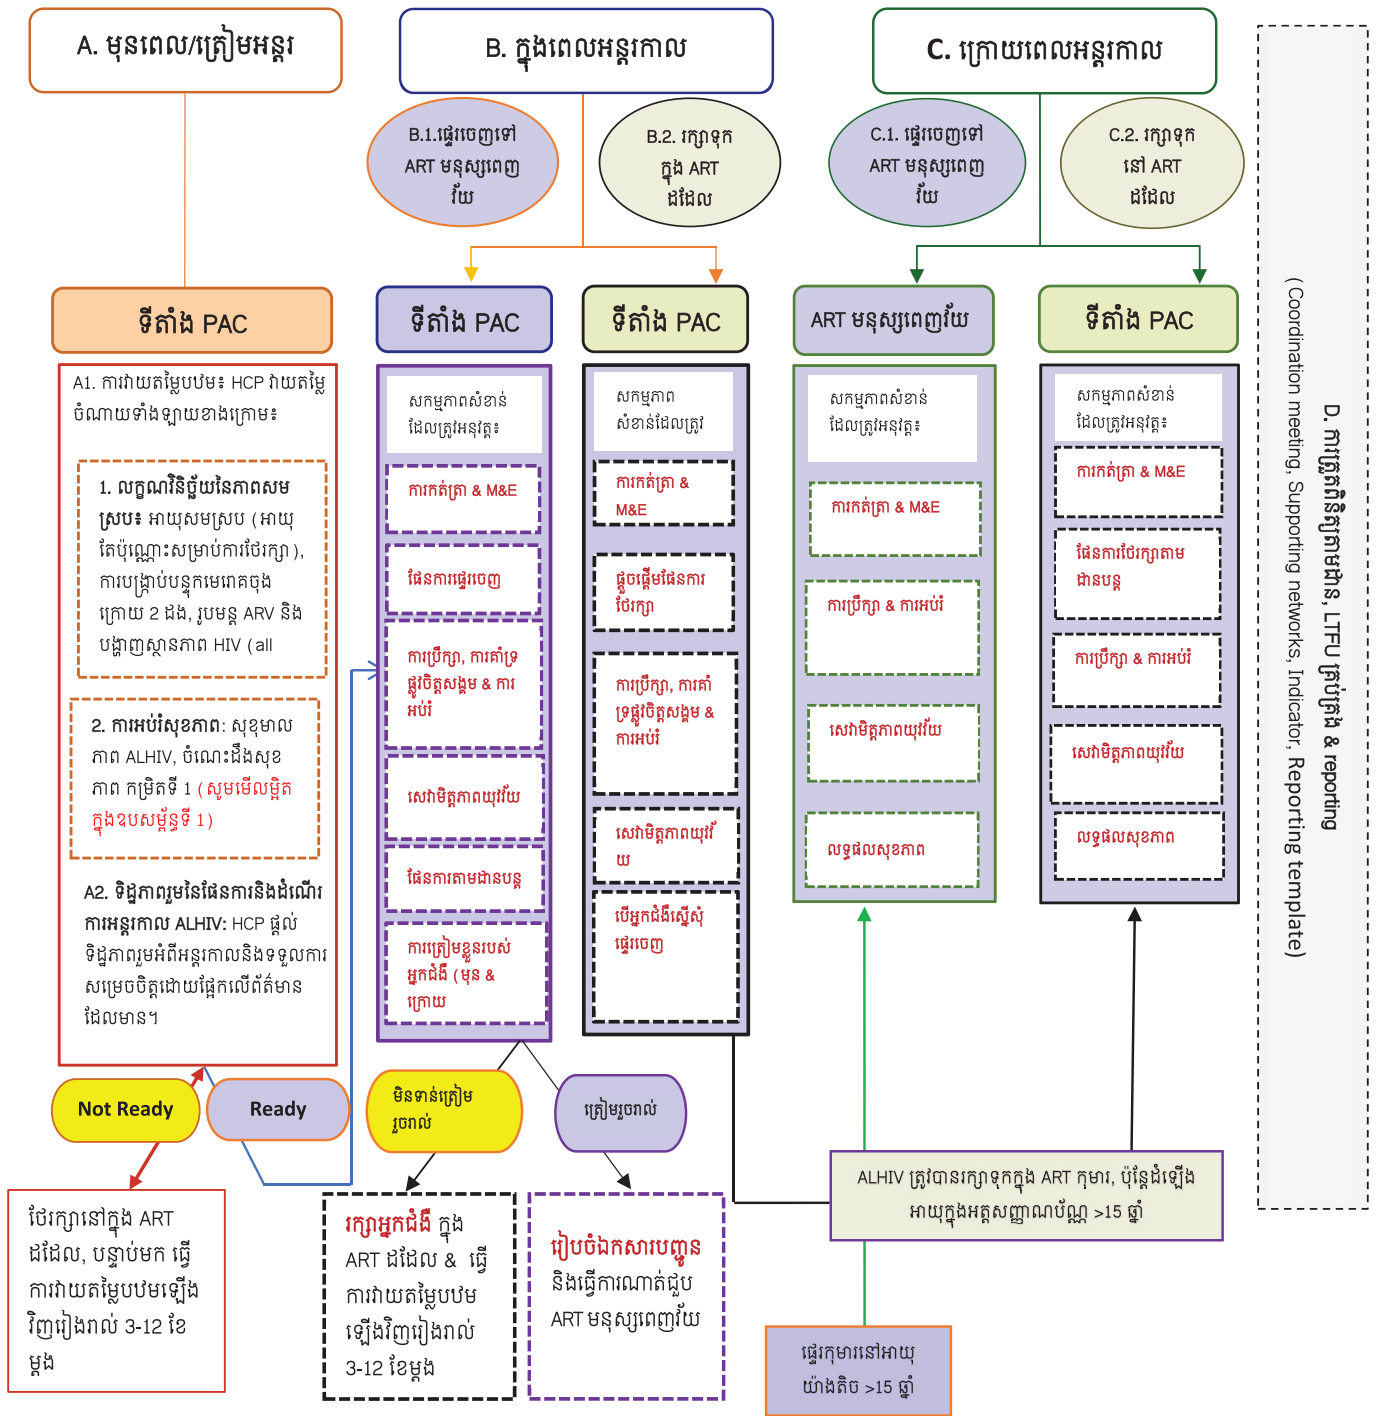 A. មុនពេល/ត្រៀមអន្តរ
B. ក្នុងពេលអន្តរកាល
C. ក្រោយពេលអន្តរកាល
B.1.ផ្ទេរចេញទៅ
ART មនុស្សពេញ
វ័យ
B.2. រក្សាទុក
ក្នុង ART
ដដែល
C.1. ផ្ទេរចេញទៅ
ART មនុស្សពេញ
វ័យ
C.2. រក្សាទុក
នៅ ART
ដដែល
ទីតាំង PAC
ទីតាំង PAC
ទីតាំង PAC
ART មនុស្សពេញវ័យ
ទីតាំង PAC
A1. ការវាយតម្លៃបឋម៖ HCP វាយតម្លៃ
ចំណាយទាំងឡាយខាងក្រោម៖
1. លក្ខណវិនិច្ឆ័យនៃភាពសម
ស្រប៖ អាយុសមស្រប (អាយុ
តែប៉ុណ្ណោះសម្រាប់ការថែរក្សា),
ការបង្ក្រាបបន្ទុកមេរោគចុង
ក្រោយ 2 ដង, រូបមន្ត ARV និង
បង្ហាញស្ថានភាព HIV (all
2. ការអប់រំសុខភាព: សុខុមាល
ភាព ALHIV, ចំណេះដឹងសុខ
ភាព កម្រិតទី 1 (សូមមើលម្អិត
ក្នុងឧបសម្ព័ន្ធទី 1)
A2. ទិដ្ឋភាពរួមនៃផែនការនិងដំណើរ
ការអន្តរកាល ALHIV: HCP ផ្តល់
ទិដ្ឋភាពរួមអំពីអន្តរកាលនិងទទួលការ
សម្រេចចិត្តដោយផ្អែកលើព័ត៌មាន
ដែលមាន។
សកម្មភាពសំខាន់
ដែលត្រូវអនុវត្ត៖
ការកត់ត្រា & M&E
ផែនការផ្ទេរចេញ
ការប្រឹក្សា, ការគាំទ្រ
ផ្លូវចិត្តសង្គម & ការ
អប់រំ
សេវាមិត្តភាពយុវវ័យ
ផែនការតាមដានបន្ត
ការត្រៀមខ្លួនរបស់
អ្នកជំងឺ (មុន &
ក្រោយ
សកម្មភាព
សំខាន់ដែលត្រូវ
ការកត់ត្រា &
M&E
ផ្តួចផ្តើមផែនការ
ថែរក្សា
ការប្រឹក្សា, ការគាំ
ទ្រផ្លូវចិត្តសង្គម &
ការអប់រំ
សេវាមិត្តភាពយុវវ័
យ
បើអ្នកជំងឺស្នើសុំ
ផ្ទេរចេញ
សកម្មភាពសំខាន់
ដែលត្រូវអនុវត្ត៖
ការកត់ត្រា & M&E
ការប្រឹក្សា & ការអប់រំ
សេវាមិត្តភាពយុវវ័យ
លទ្ធផលសុខភាព
សកម្មភាពសំខាន់
ដែលត្រូវអនុវត្ត៖
ការកត់ត្រា & M&E
ផែនការថែរក្សាតាម
ដានបន្ត
ការប្រឹក្សា & ការអប់រំ
សេវាមិត្តភាពយុវវ័យ
លទ្ធផលសុខភាព
D. ការត្រួតពិនិត្យតាមដាន, LTFU គ្រប់គ្រង & reporting
(Coordination meeting, Supporting networks, Indicator, Reporting template)
Not Ready
Ready
មិនទាន់ត្រៀម
រួចរាល់
ត្រៀមរួចរាល់
ថែរក្សានៅក្នុង ART
ដដែល, បន្ទាប់មក ធ្វើ
ការវាយតម្លៃបឋមឡើង
វិញរៀងរាល់ 3-12 ខែ
ម្តង
រក្សាអ្នកជំងឺ ក្នុង
ART ដដែល & ធ្វើ
ការវាយតម្លៃបឋម
ឡើងវិញរៀងរាល់
3-12 ខែម្តង
រៀបចំឯកសារបញ្ជូន
និងធ្វើការណាត់ជួប
ART មនុស្សពេញវ័យ
ALHIV ត្រូវបានរក្សាទុកក្នុង ART កុមារ, ប៉ុន្តែដំឡើង
អាយុក្នុងអត្តសញ្ញាណប័ណ្ណ >15 ឆ្នាំ
ផ្ទេរកុមារនៅអាយុ
យ៉ាងតិច >15 ឆ្នាំ